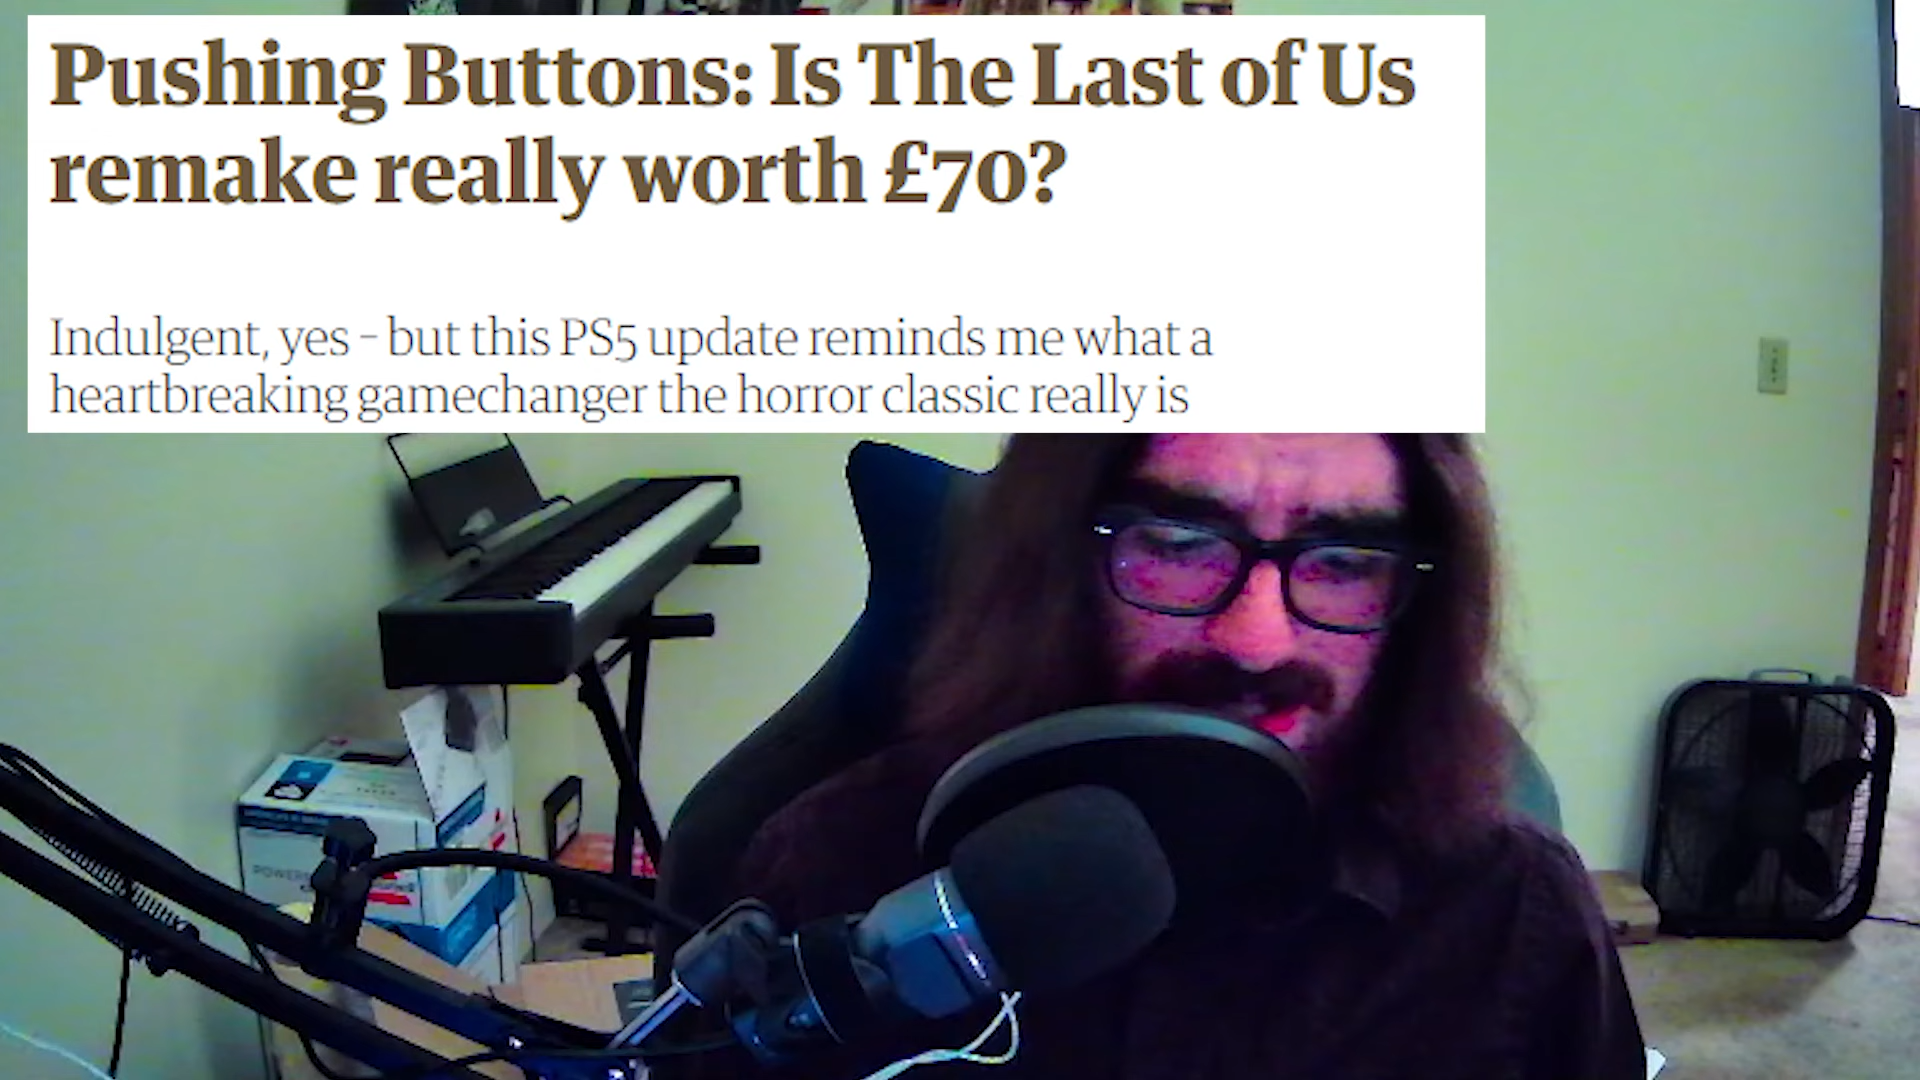 Pushing Buttons: Is The Last of Us
remake really worth £70?
Indulgent, yes – but this PS5 update reminds me what a
heartbreaking gamechanger the horror classic really is